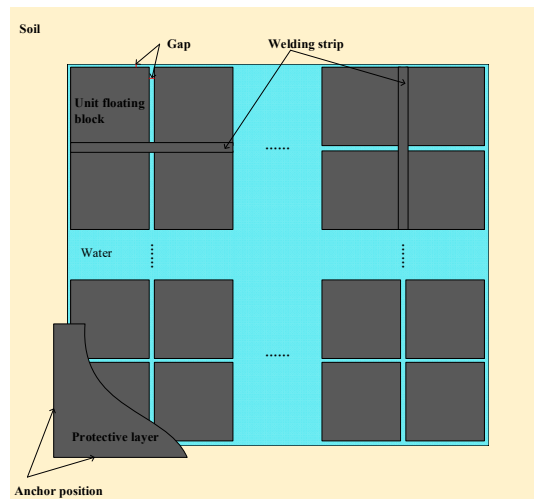 Soil
Gap
Welding strip
Unit floating
block
......
Water
......
......
......
Protective layer
Anchor position